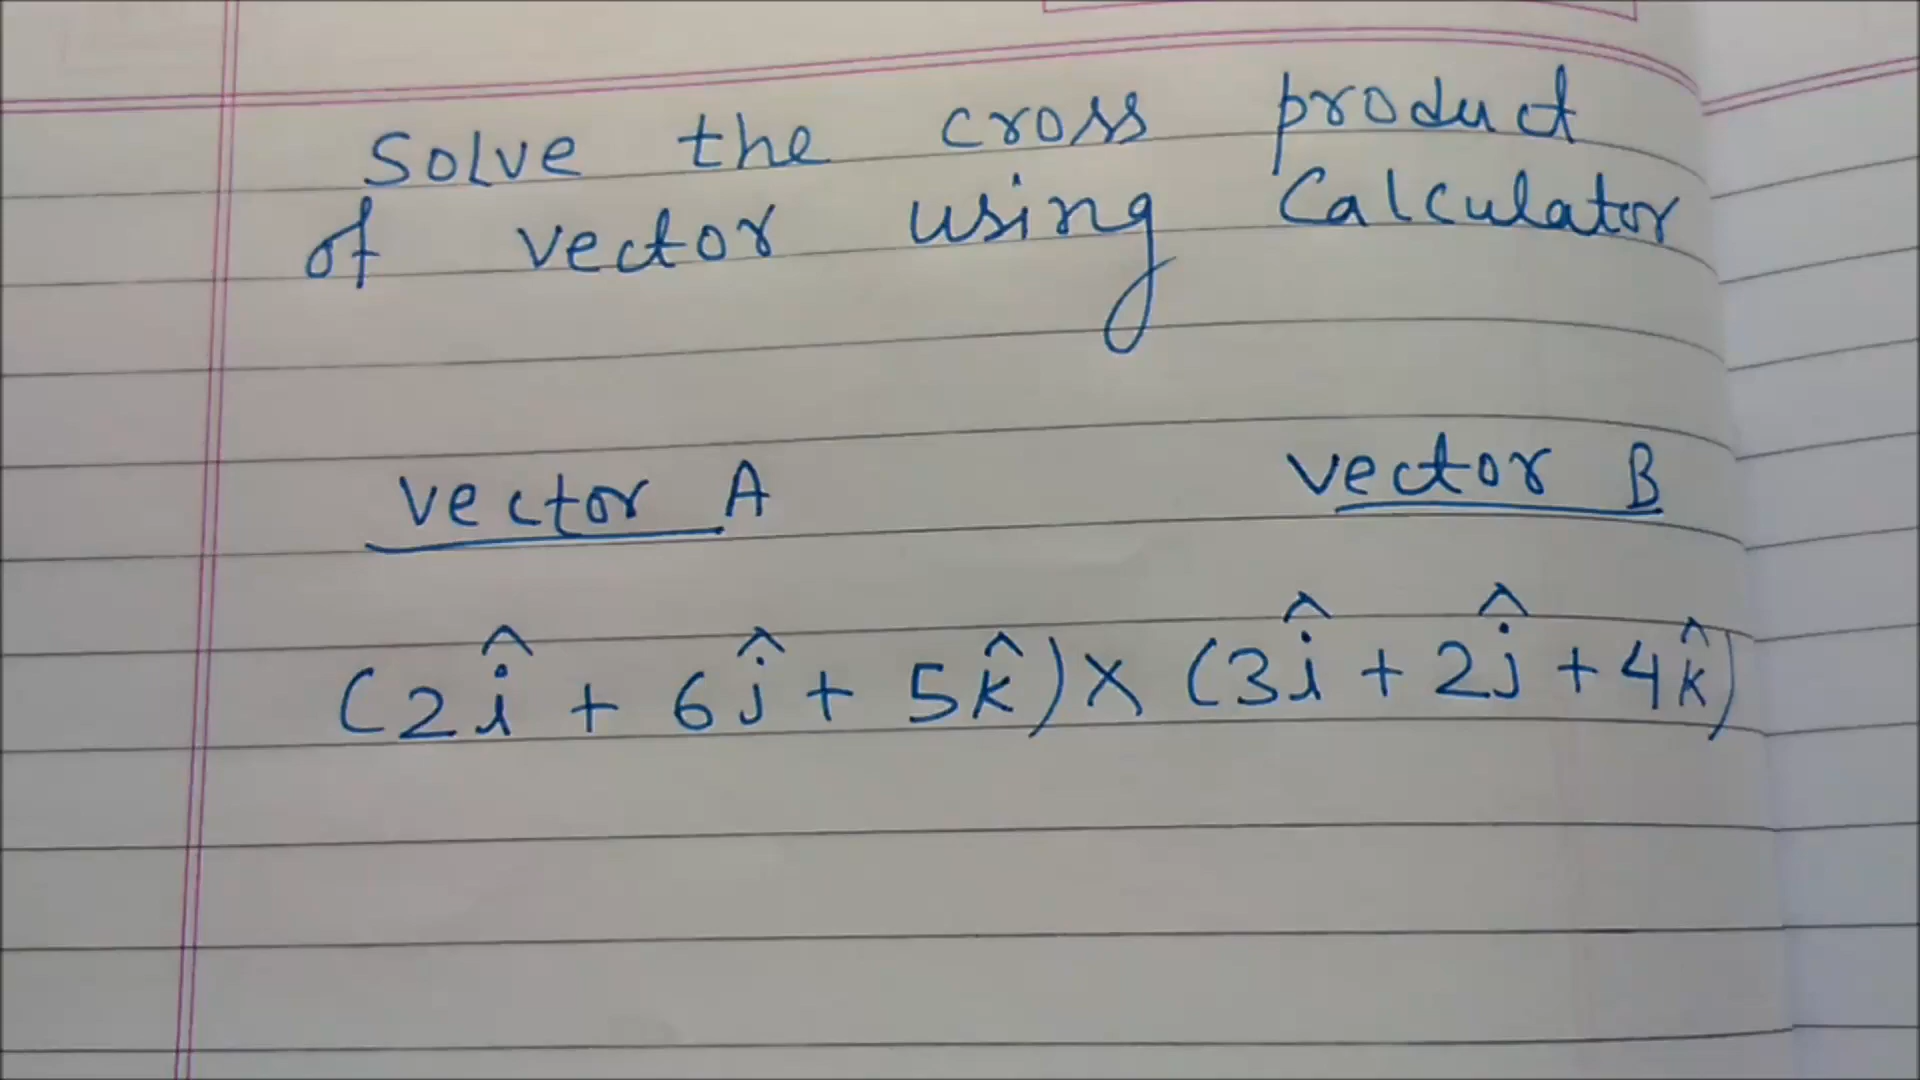 Solve the cross product
of vector using Calculator
Vector A vector B
(2î + 6ĵ + 5k̂) × (3î + 2ĵ + 4k̂)